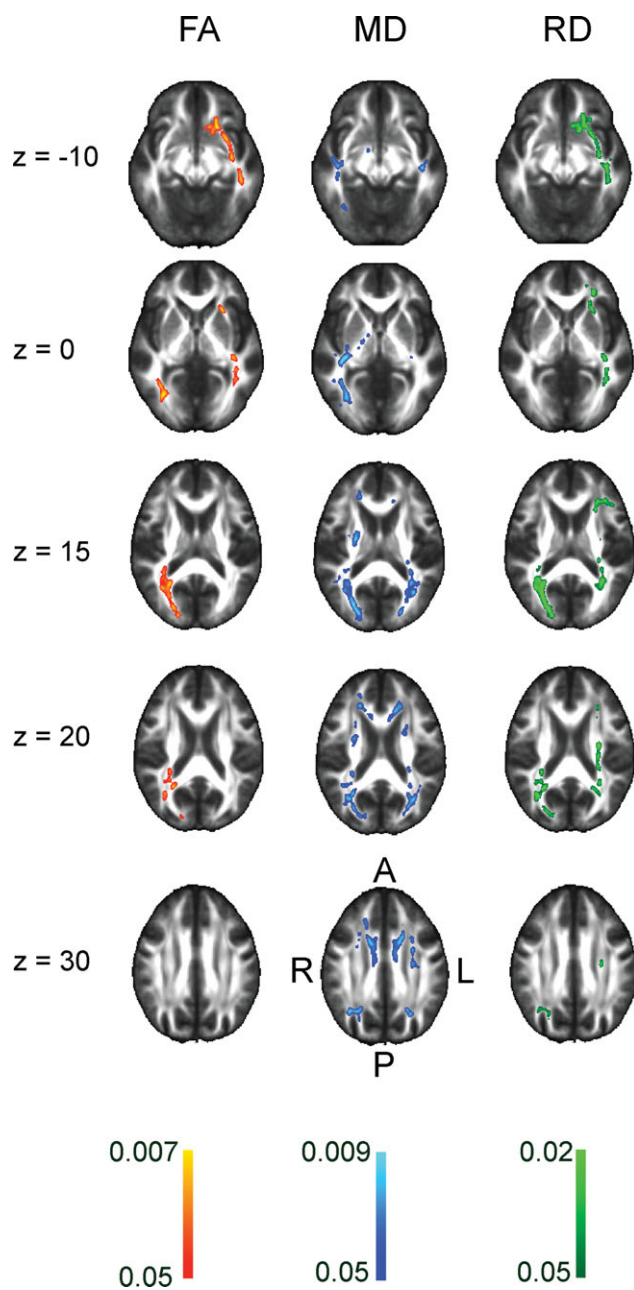 FA MD RD
z = -10
z = 0
z = 15
z = 20
A
z = 30
R L
P
0.007 0.009 0.02
0.05 0.05 0.05